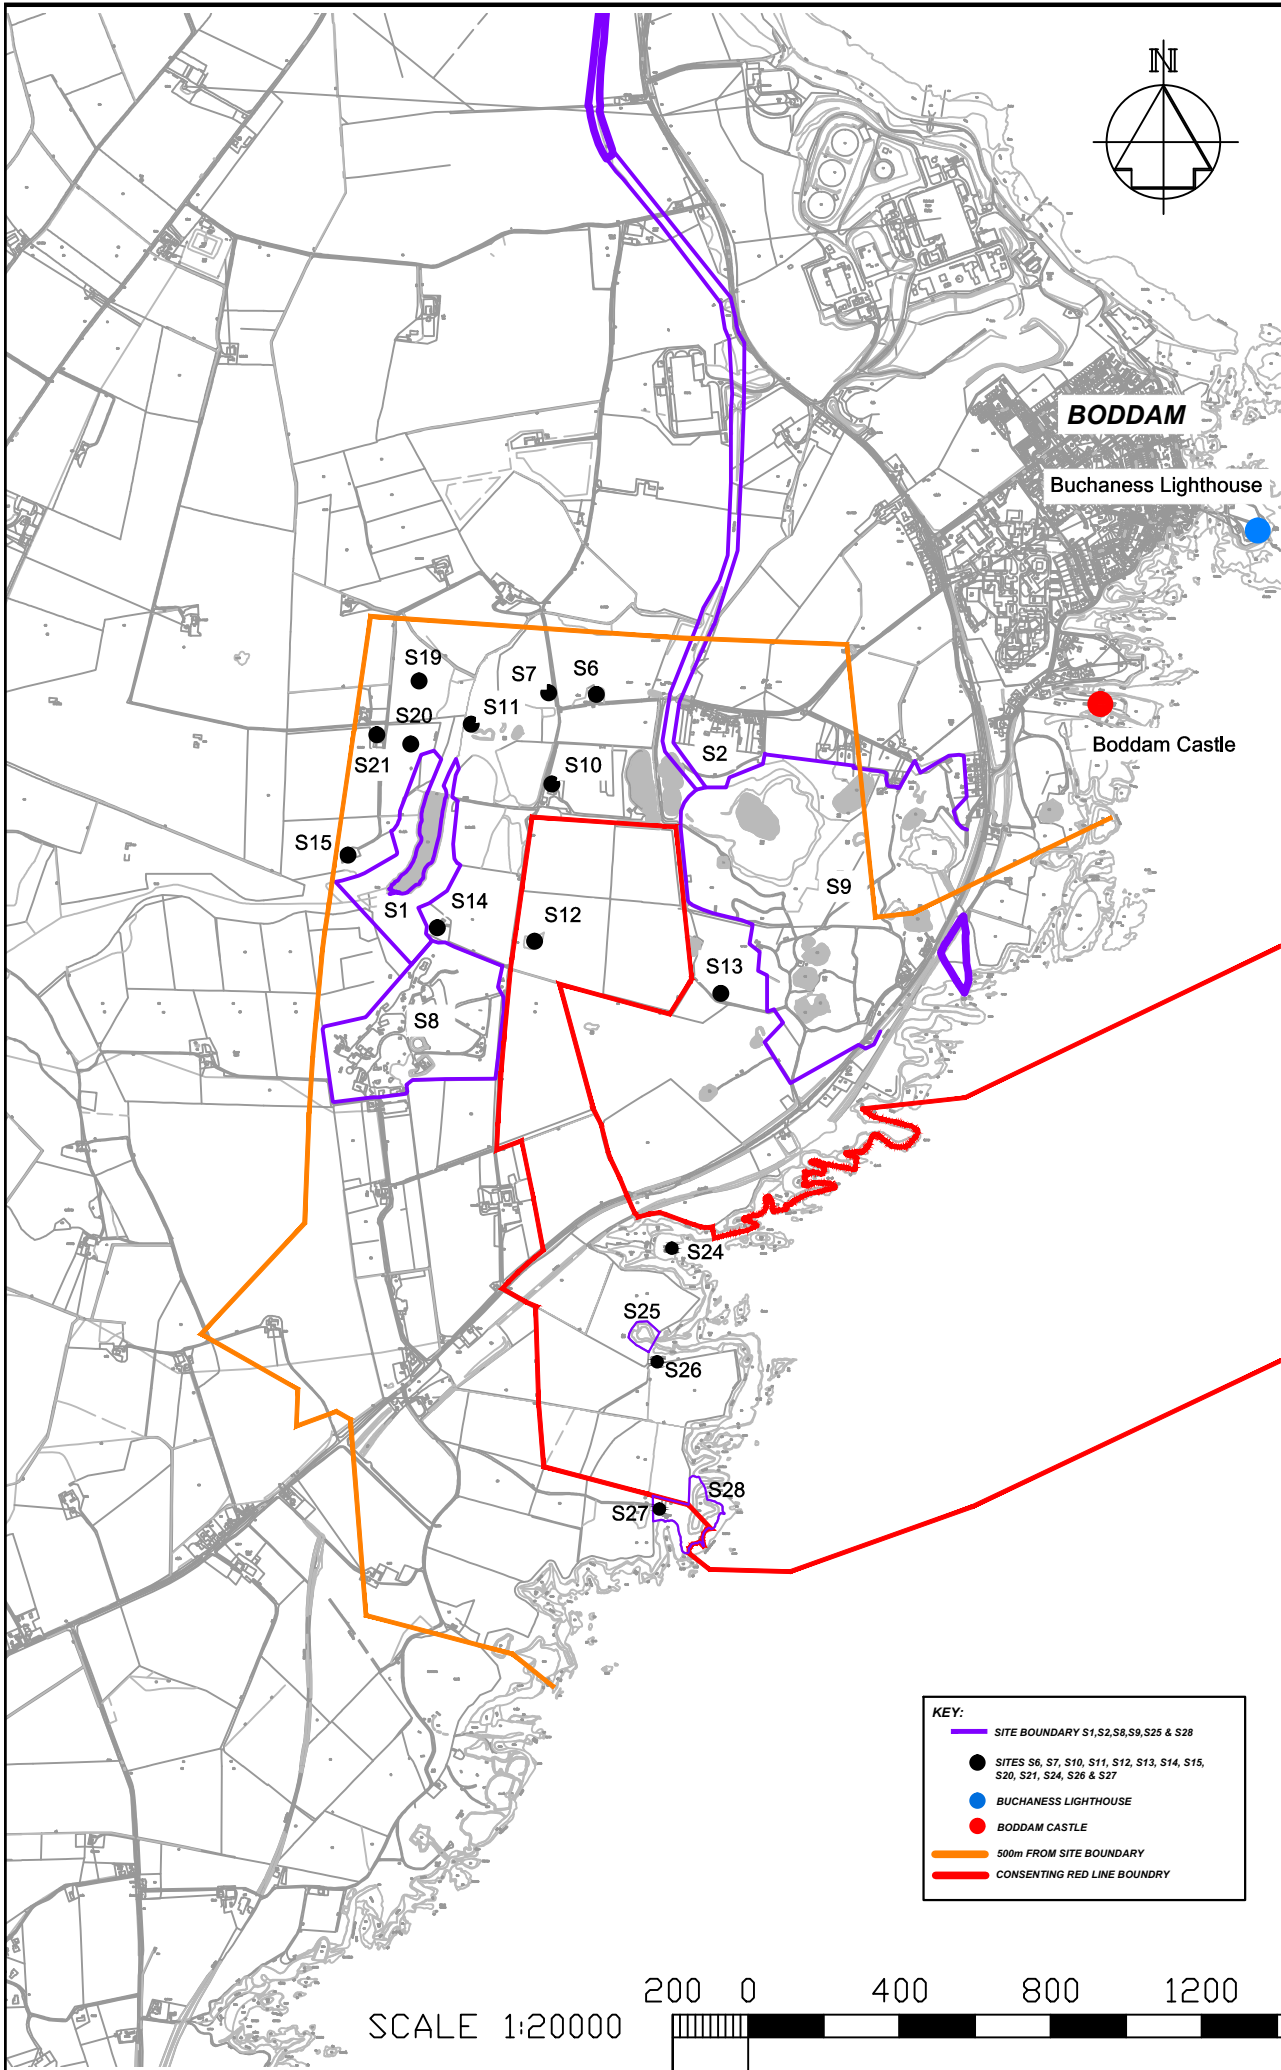 N
BODDAM
Buchaness Lighthouse
Boddam Castle
S19
S7
S6
S11
S20
S21
S2
S10
S15
S9
S1
S14
S12
S13
S8
S24
S25
S26
S28
S27
KEY:
SITE BOUNDARY S1,S2,S8,S9,S25 & S28
SITES S6, S7, S10, S11, S12, S13, S14, S15,
S20, S21, S24, S26 & S27
BUCHANESS LIGHTHOUSE
BODDAM CASTLE
500m FROM SITE BOUNDARY
CONSENTING RED LINE BOUNDRY
200 0 400 800 1200
SCALE 1:20000